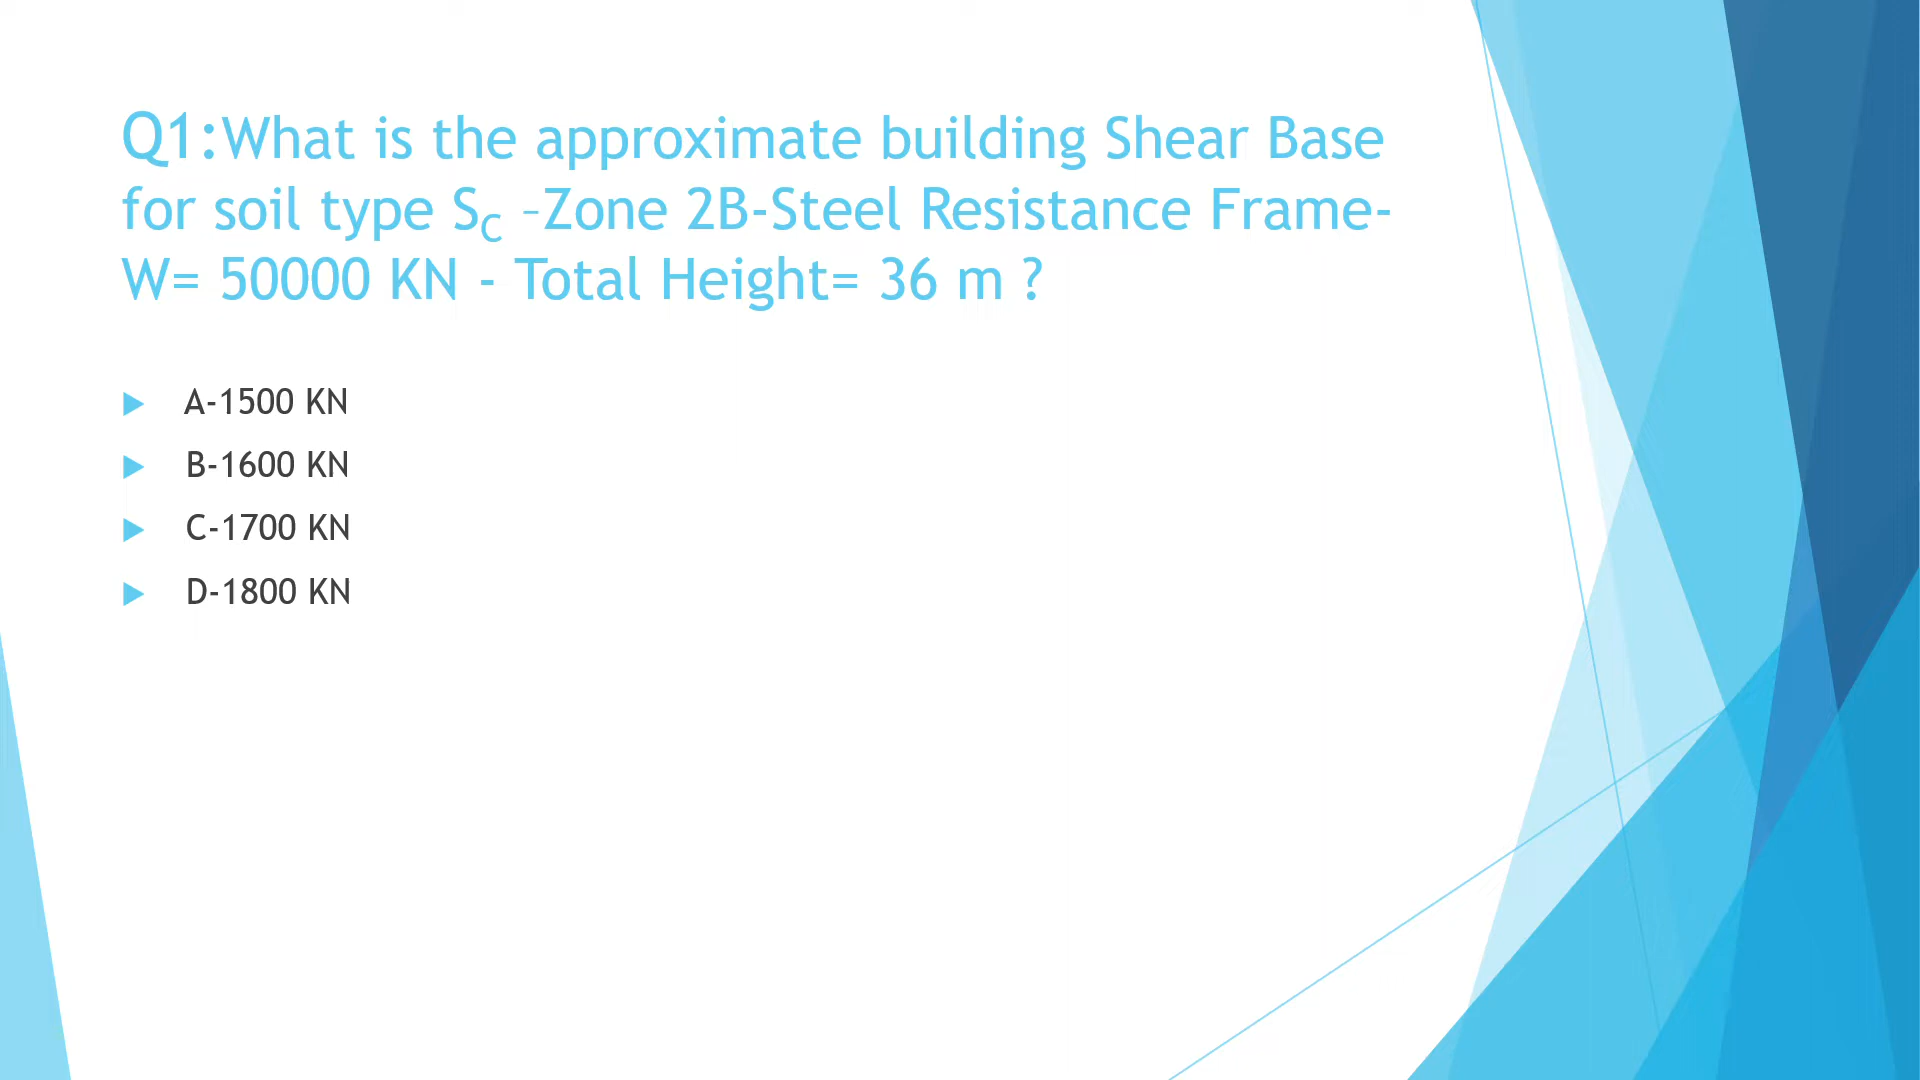 Q1:What is the approximate building Shear Base
for soil type SC –Zone 2B-Steel Resistance Frame-
W= 50000 KN - Total Height= 36 m ?
A-1500 KN
B-1600 KN
C-1700 KN
D-1800 KN